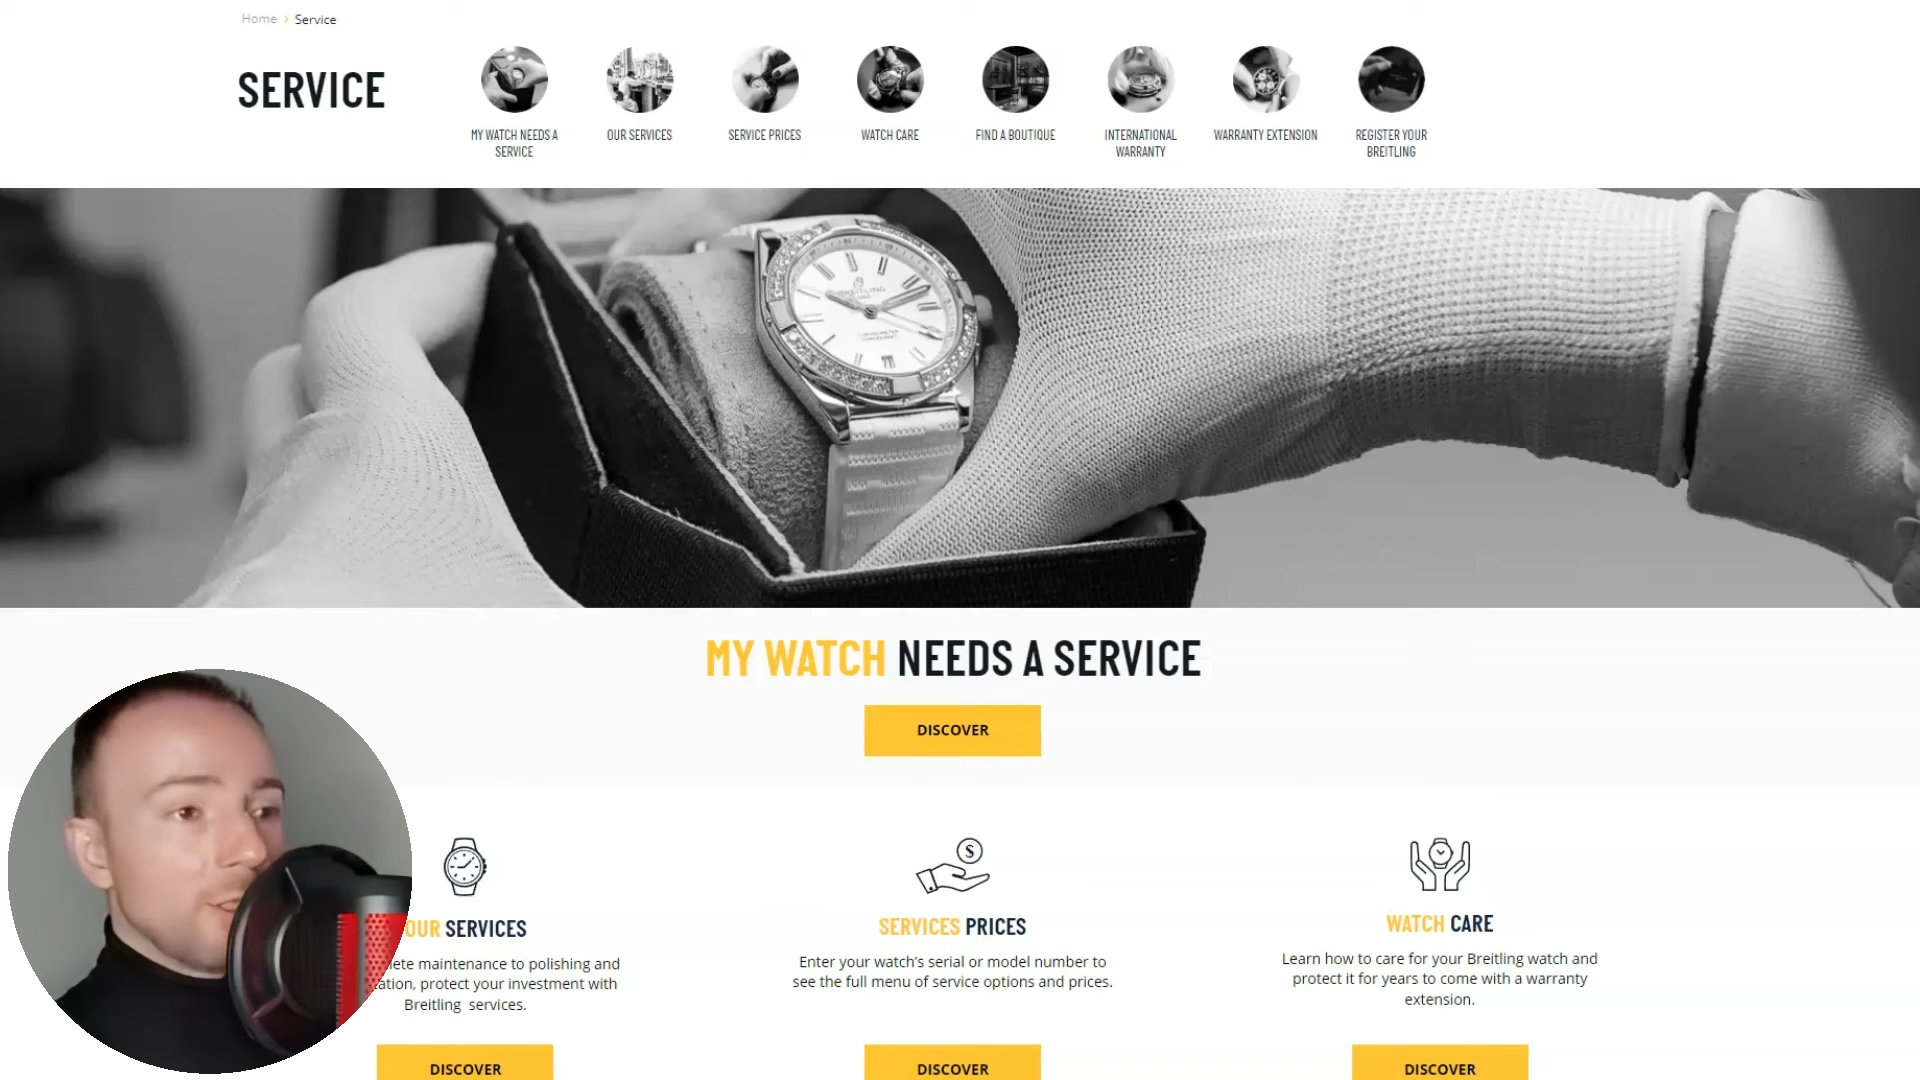 Home › Service
SERVICE
MY WATCH NEEDS A
SERVICE
OUR SERVICES
SERVICE PRICES
WATCH CARE
FIND A BOUTIQUE
INTERNATIONAL
WARRANTY
WARRANTY EXTENSION
REGISTER YOUR
BREITLING
BREITLING
MY WATCH NEEDS A SERVICE
DISCOVER
OUR SERVICES
lete maintenance to polishing and
ation, protect your investment with
Breitling services.
DISCOVER
$
SERVICES PRICES
Enter your watch's serial or model number to
see the full menu of service options and prices.
DISCOVER
WATCH CARE
Learn how to care for your Breitling watch and
protect it for years to come with a warranty
extension.
DISCOVER